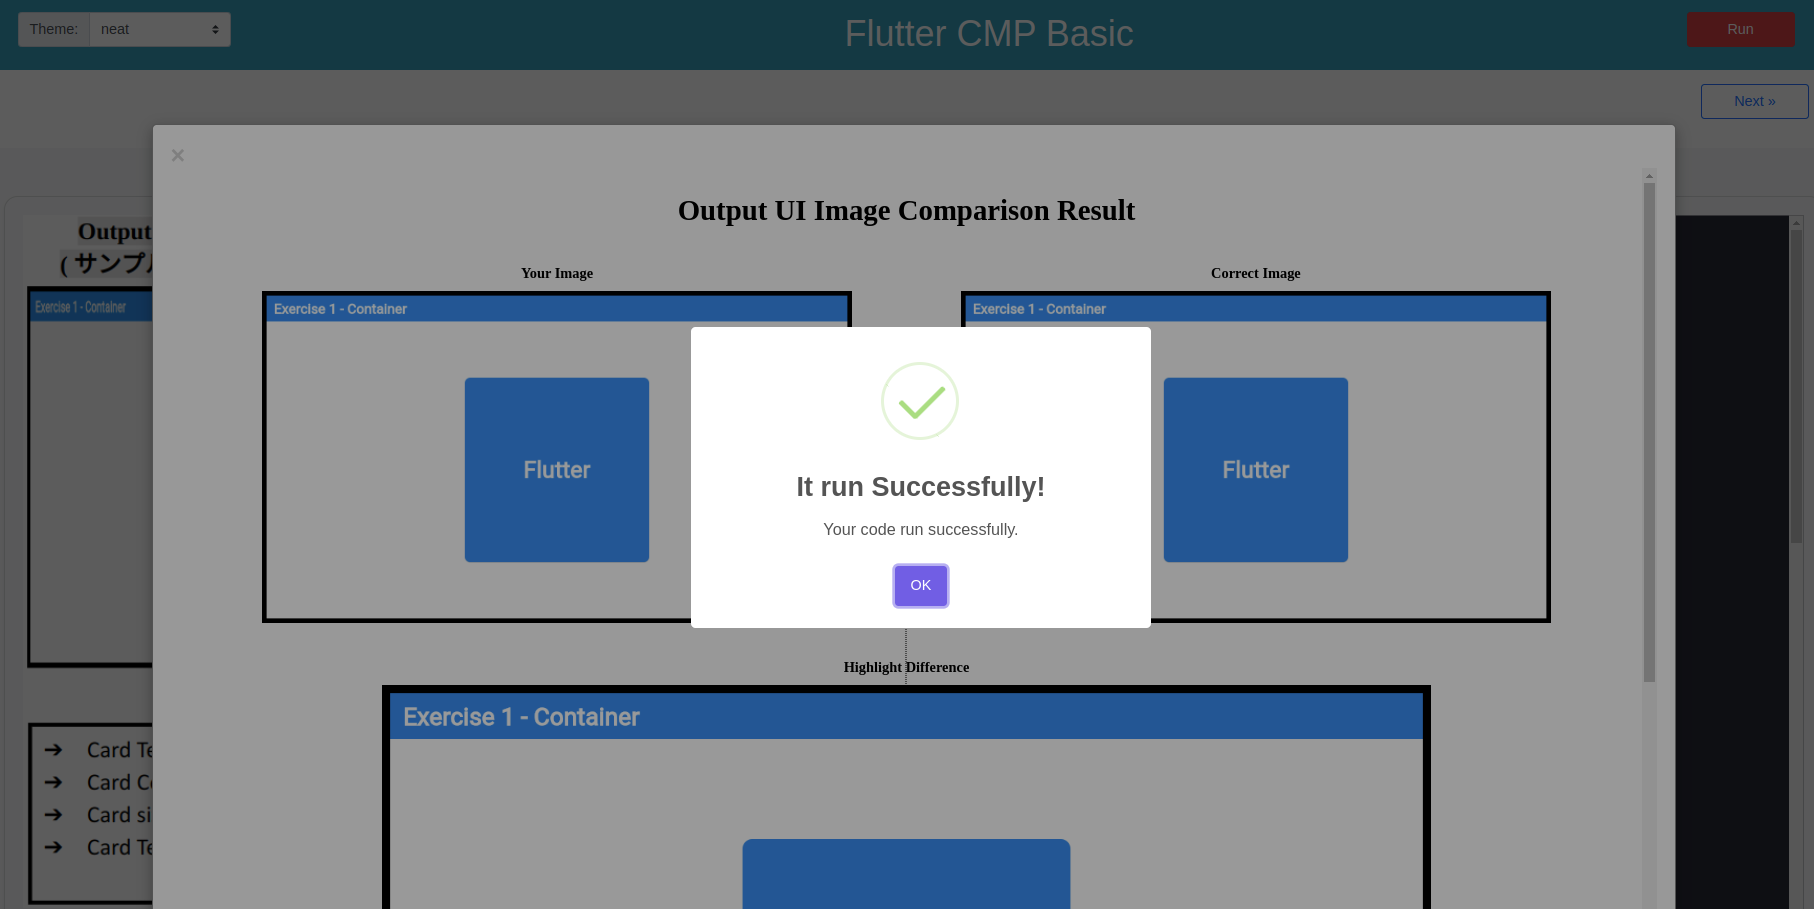 Theme:
neat
Flutter CMP Basic
Run
Next »
×
Output UI Image Comparison Result
Output
( サンプル
Your Image
Correct Image
Exercise 1 - Container
Exercise 1 - Container
Exercise 1 - Container
Flutter
Flutter
It run Successfully!
Your code run successfully.
OK
Highlight Difference
Exercise 1 - Container
➔ Card Te
➔ Card C
➔ Card si
➔ Card Te